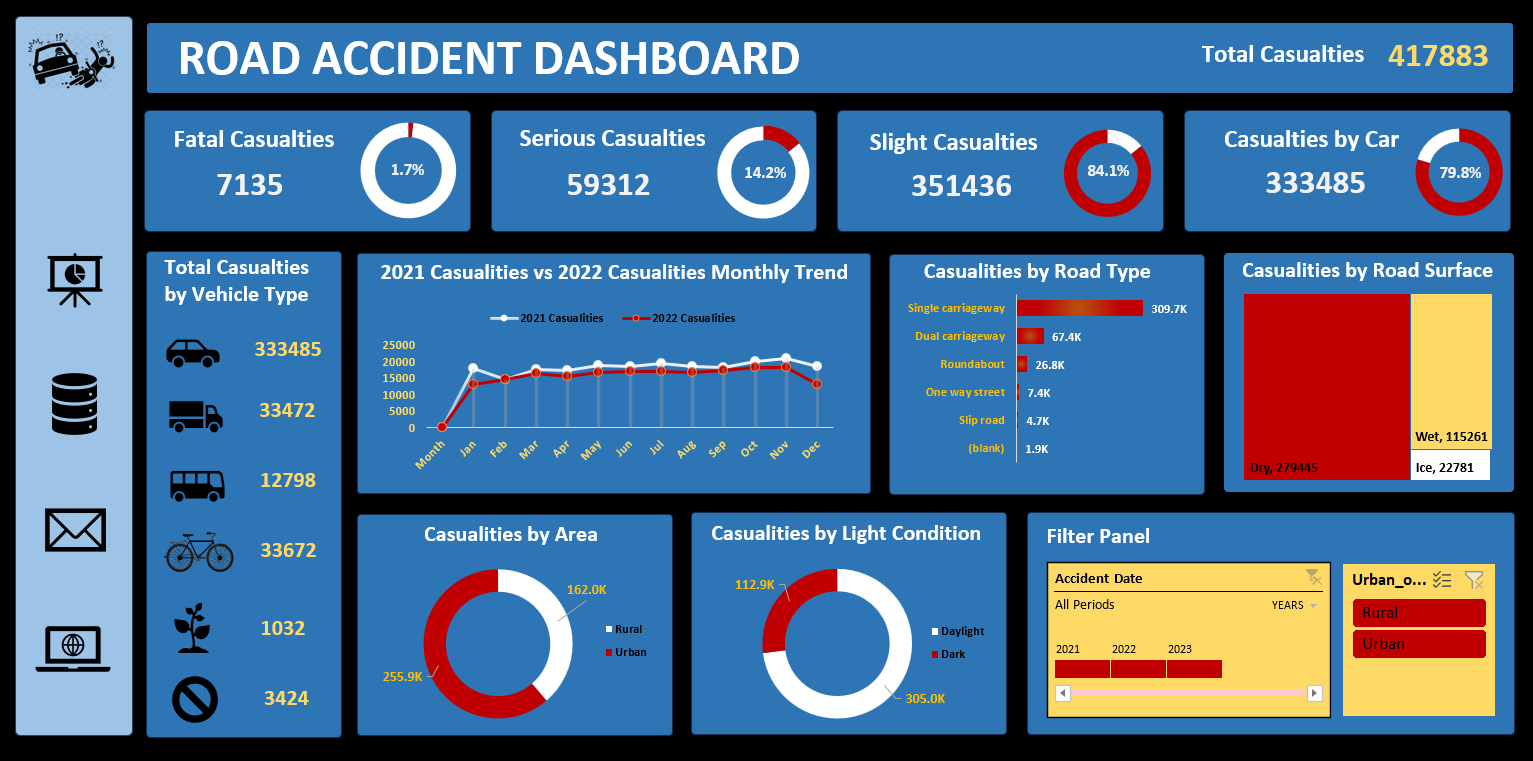 !?
!?
ROAD ACCIDENT DASHBOARD
Total Casualties 417883
Fatal Casualties
7135
1.7%
Serious Casualties
59312
14.2%
Slight Casualties
351436
84.1%
Casualties by Car
333485
79.8%
Total Casualties
by Vehicle Type
333485
33472
12798
33672
1032
3424
2021 Casualities vs 2022 Casualities Monthly Trend
2021 Casualities 2022 Casualities
25000
20000
15000
10000
5000
0
Month Jan Feb Mar Apr May Jun Jul Aug Sep Oct Nov Dec
Casualities by Road Type
Single carriageway 309.7K
Dual carriageway 67.4K
Roundabout 26.8K
One way street 7.4K
Slip road 4.7K
(blank) 1.9K
Casualities by Road Surface
Dry, 279445
Wet, 115261
Ice, 22781
Casualities by Area
162.0K
255.9K
Rural
Urban
Casualities by Light Condition
112.9K
305.0K
Daylight
Dark
Filter Panel
Accident Date
All Periods YEARS
2021 2022 2023
Urban_o...
Rural
Urban